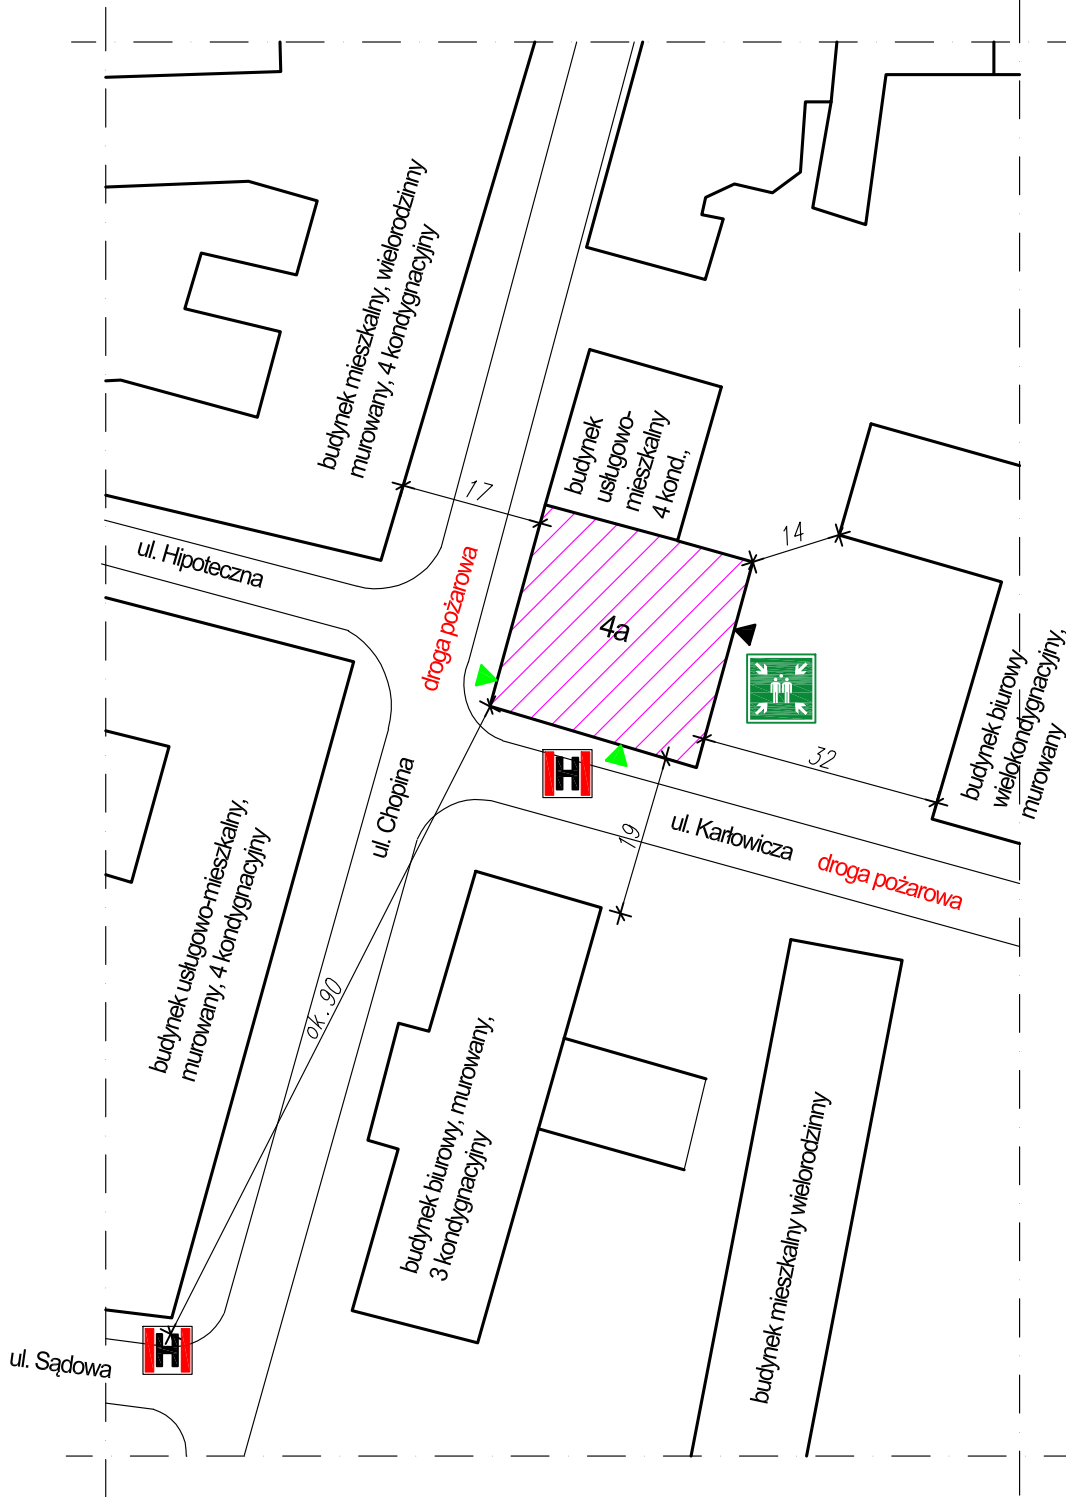 budynek mieszkalny, wielorodzinny
murowany, 4 kondygnacyjny
budynek
usługowo-
mieszkalny
4 kond.,
17
14
ul. Hipoteczna
droga pożarowa
4a
budynek biurowy
wielokondygnacyjny,
murowany
32
H
ul. Chopina
19
ul. Karłowicza
droga pożarowa
budynek usługowo-mieszkalny,
murowany, 4 kondygnacyjny
ok. 90
budynek biurowy, murowany,
3 kondygnacyjny
budynek mieszkalny wielorodzinny
H
ul. Sądowa